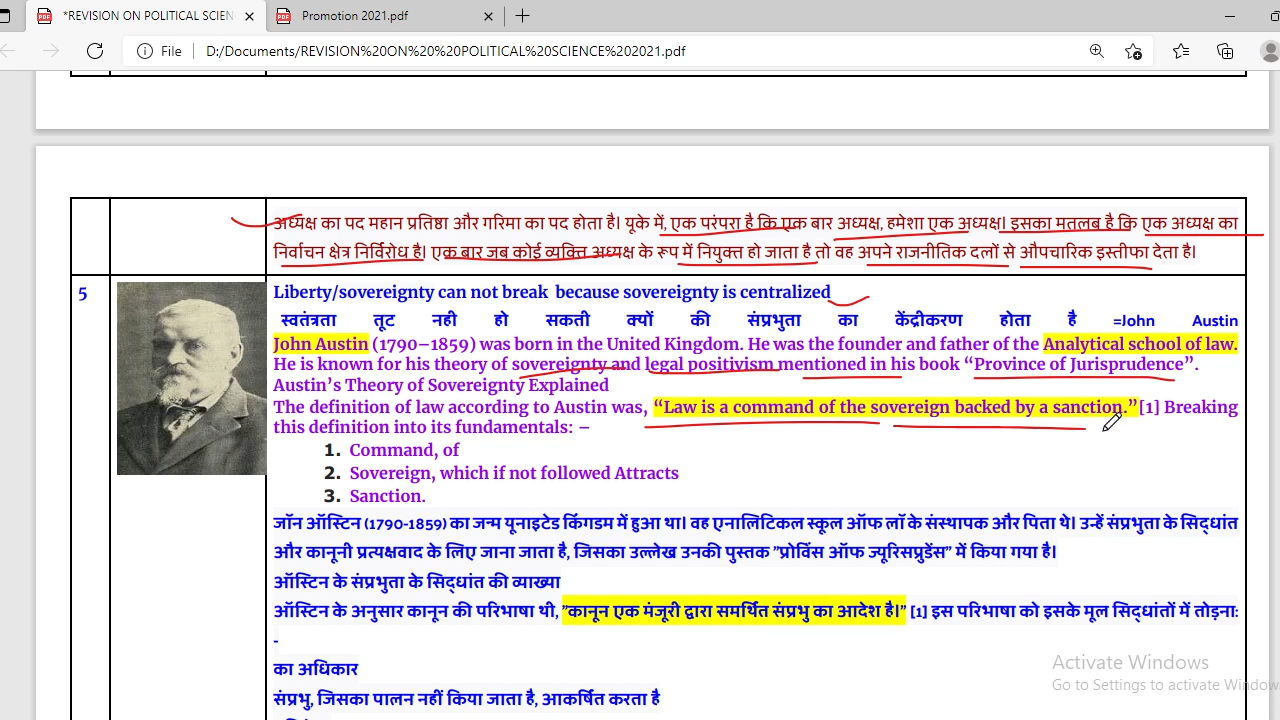 *REVISION ON POLITICAL SCIEN
Promotion 2021.pdf
File
D:/Documents/REVISION%20ON%20%20POLITICAL%20SCIENCE%202021.pdf
अध्यक्ष का पद महान प्रतिष्ठा और गरिमा का पद होता है। यूके में, एक परंपरा है कि एक बार अध्यक्ष, हमेशा एक अध्यक्ष। इसका मतलब है कि एक अध्यक्ष का
निर्वाचन क्षेत्र निर्विरोध है। एक बार जब कोई व्यक्ति अध्यक्ष के रूप में नियुक्त हो जाता है तो वह अपने राजनीतिक दलों से औपचारिक इस्तीफा देता है।
5
Liberty/sovereignty can not break because sovereignty is centralized
स्वतंत्रता तूट नही हो सकती क्यों की संप्रभुता का केंद्रीकरण होता है =John Austin
John Austin (1790–1859) was born in the United Kingdom. He was the founder and father of the Analytical school of law.
He is known for his theory of sovereignty and legal positivism mentioned in his book “Province of Jurisprudence”.
Austin’s Theory of Sovereignty Explained
The definition of law according to Austin was, “Law is a command of the sovereign backed by a sanction.”[1] Breaking
this definition into its fundamentals: –
1. Command, of
2. Sovereign, which if not followed Attracts
3. Sanction.
जॉन ऑस्टिन (1790-1859) का जन्म यूनाइटेड किंगडम में हुआ था। वह एनालिटिकल स्कूल ऑफ लॉ के संस्थापक और पिता थे। उन्हें संप्रभुता के सिद्धांत
और कानूनी प्रत्यक्षवाद के लिए जाना जाता है, जिसका उल्लेख उनकी पुस्तक ”प्रोविंस ऑफ ज्यूरिसप्रुडेंस” में किया गया है।
ऑस्टिन के संप्रभुता के सिद्धांत की व्याख्या
ऑस्टिन के अनुसार कानून की परिभाषा थी, ”कानून एक मंजूरी द्वारा समर्थित संप्रभु का आदेश है।” [1] इस परिभाषा को इसके मूल सिद्धांतों में तोड़ना:
-
का अधिकार
संप्रभु, जिसका पालन नहीं किया जाता है, आकर्षित करता है
Activate Windows
Go to Settings to activate Window